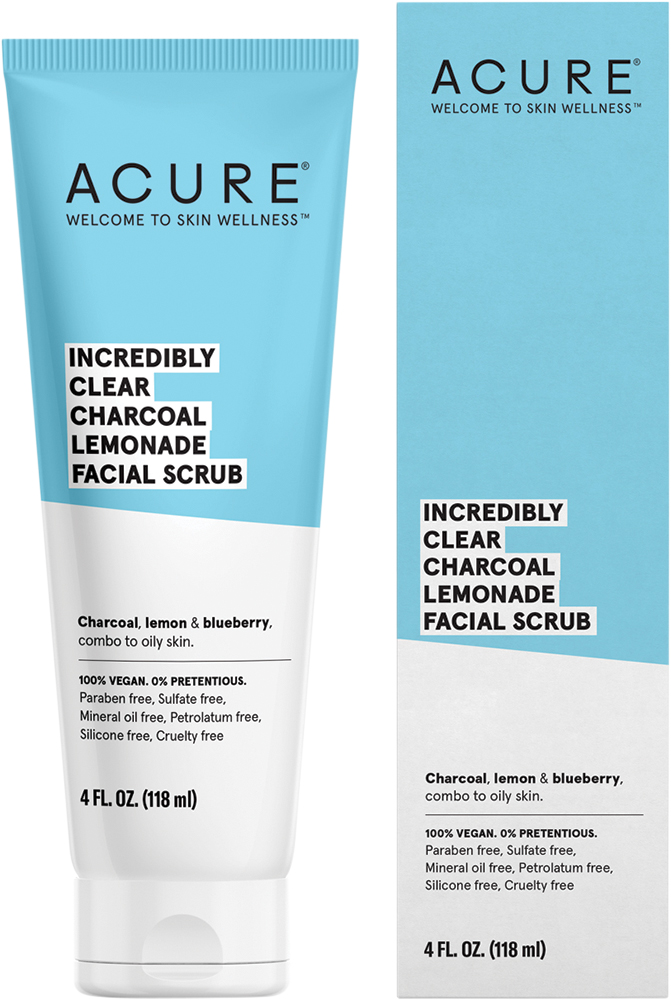 ACURE®
WELCOME TO SKIN WELLNESS™
INCREDIBLY
CLEAR
CHARCOAL
LEMONADE
FACIAL SCRUB
Charcoal, lemon & blueberry,
combo to oily skin.
100% VEGAN. 0% PRETENTIOUS.
Paraben free, Sulfate free,
Mineral oil free, Petrolatum free,
Silicone free, Cruelty free
4 FL. OZ. (118 ml)
ACURE®
WELCOME TO SKIN WELLNESS™
INCREDIBLY
CLEAR
CHARCOAL
LEMONADE
FACIAL SCRUB
Charcoal, lemon & blueberry,
combo to oily skin.
100% VEGAN. 0% PRETENTIOUS.
Paraben free, Sulfate free,
Mineral oil free, Petrolatum free,
Silicone free, Cruelty free
4 FL. OZ. (118 ml)